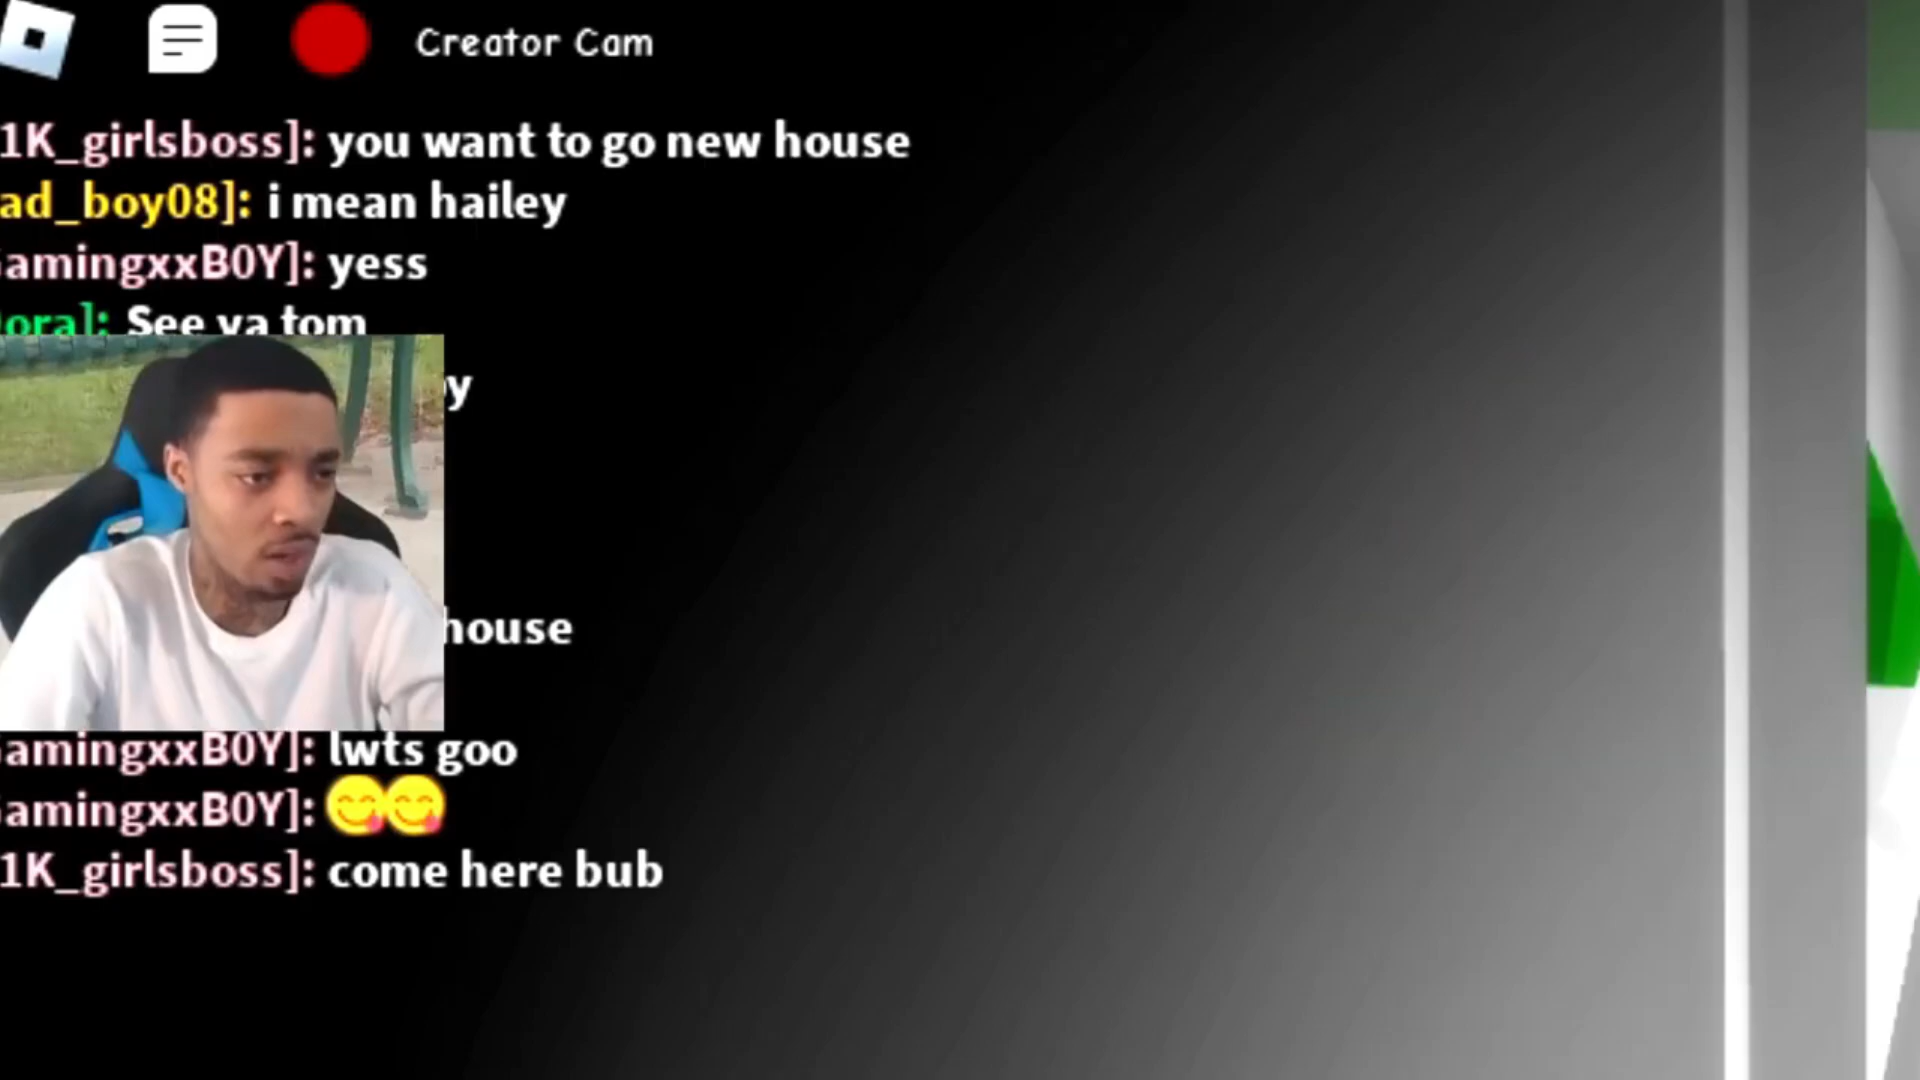 Creator Cam
1K_girlsboss]: you want to go new house
ad_boy08]: i mean hailey
amingxxB0Y]: yess
ora]: See ya tom
house
amingxxB0Y]: lwts goo
amingxxB0Y]: 😋😋
1K_girlsboss]: come here bub